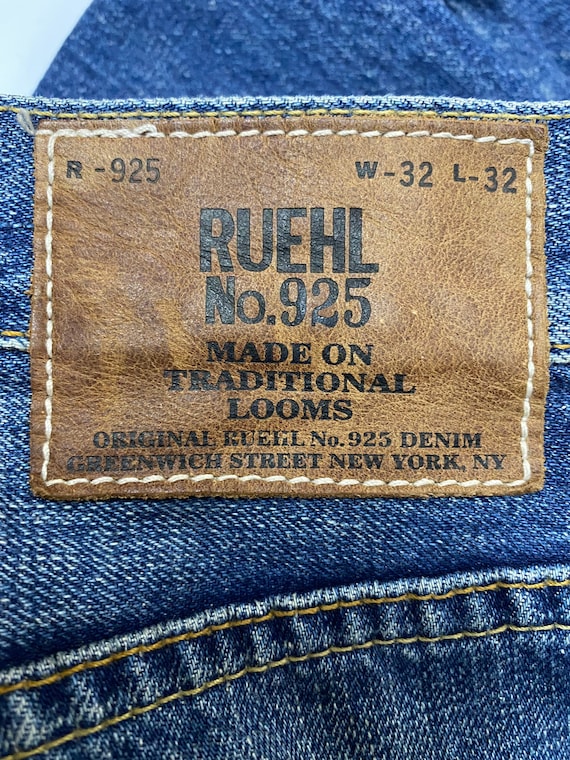 R -925 W-32 L-32
RUEHL
No.925
MADE ON
TRADITIONAL
LOOMS
ORIGINAL RUEHL No.925 DENIM
GREENWICH STREET NEW YORK, NY